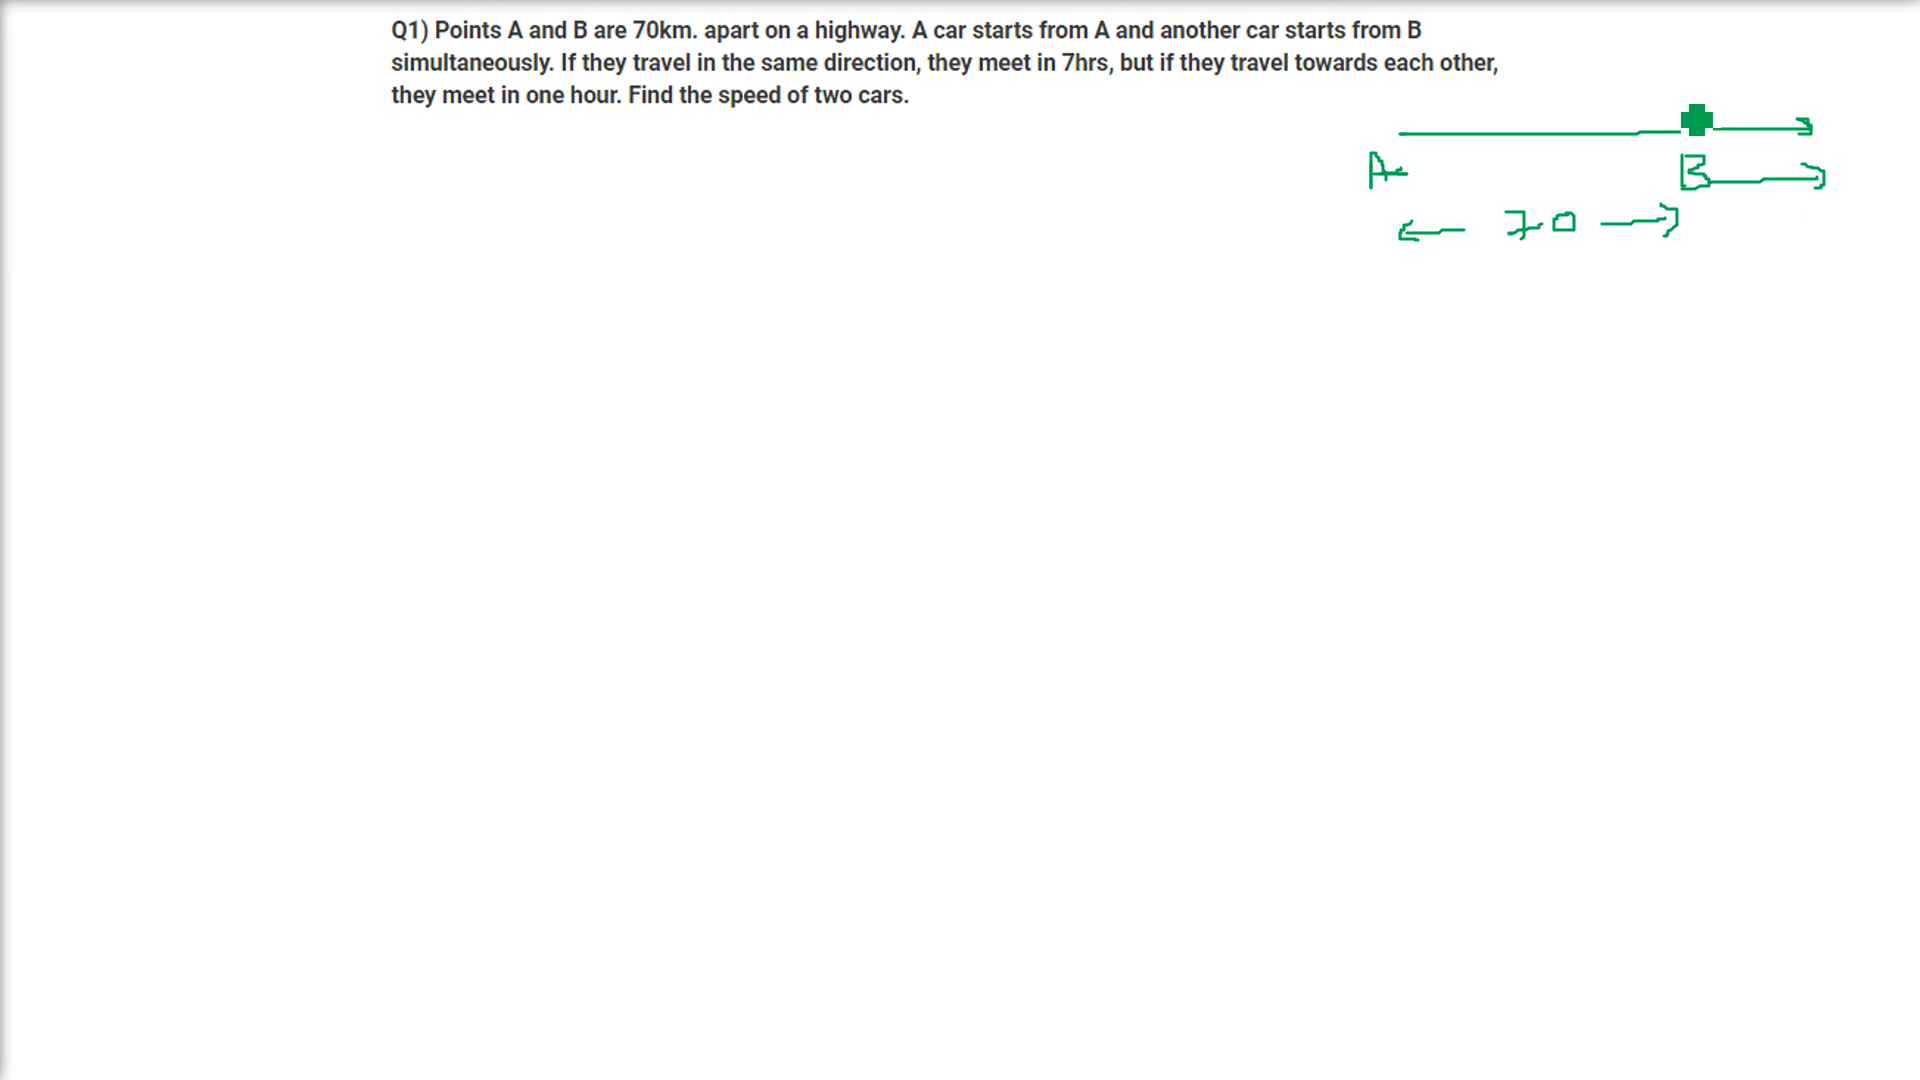 Q1) Points A and B are 70km. apart on a highway. A car starts from A and another car starts from B
simultaneously. If they travel in the same direction, they meet in 7hrs, but if they travel towards each other,
they meet in one hour. Find the speed of two cars.
A B
70